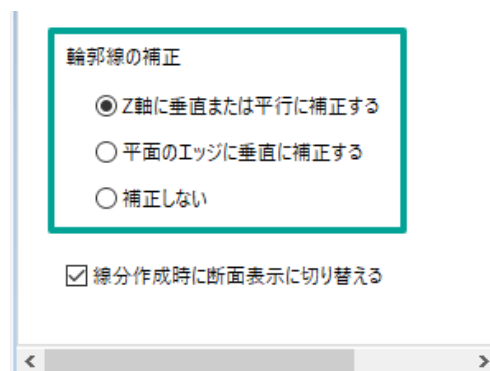 輪郭線の補正
Z軸に垂直または平行に補正する
平面のエッジに垂直に補正する
補正しない
線分作成時に断面表示に切り替える